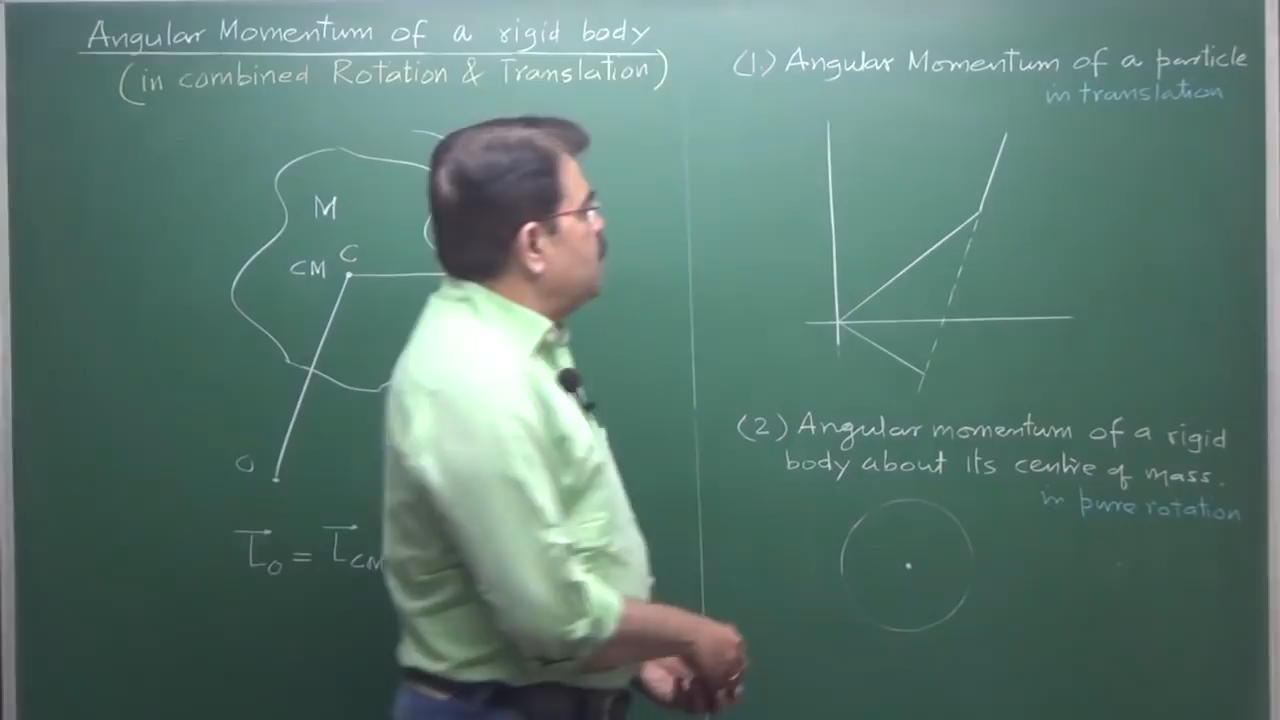 Angular Momentum of a rigid body
(in combined Rotation & Translation)
M
C
CM
O
L₀ = L_CM
(1.) Angular Momentum of a particle
in translation
(2) Angular momentum of a rigid
body about its centre of mass.
in pure rotation